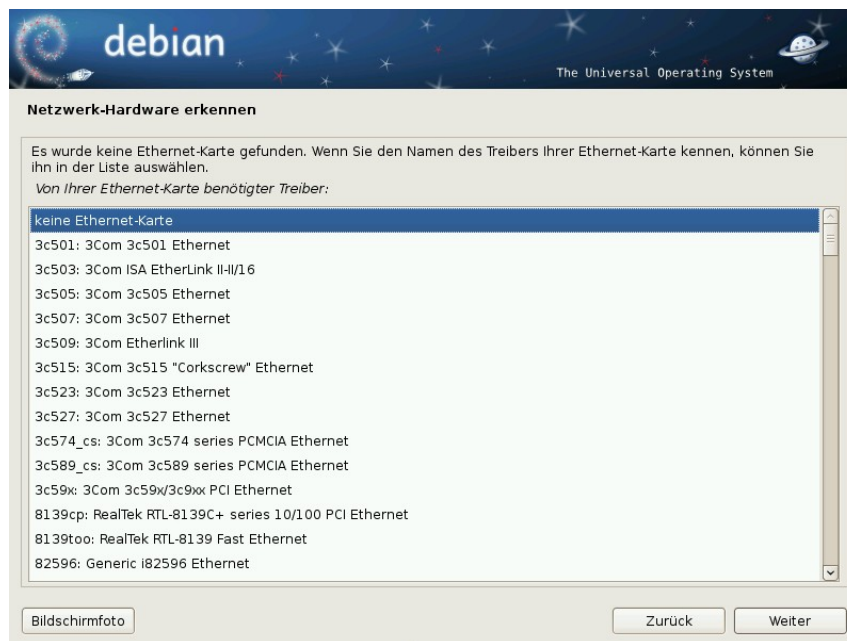 debian
The Universal Operating System
Netzwerk-Hardware erkennen
Es wurde keine Ethernet-Karte gefunden. Wenn Sie den Namen des Treibers Ihrer Ethernet-Karte kennen, können Sie
ihn in der Liste auswählen.
Von Ihrer Ethernet-Karte benötigter Treiber:
keine Ethernet-Karte
3c501: 3Com 3c501 Ethernet
3c503: 3Com ISA EtherLink II-II/16
3c505: 3Com 3c505 Ethernet
3c507: 3Com 3c507 Ethernet
3c509: 3Com Etherlink III
3c515: 3Com 3c515 "Corkscrew" Ethernet
3c523: 3Com 3c523 Ethernet
3c527: 3Com 3c527 Ethernet
3c574_cs: 3Com 3c574 series PCMCIA Ethernet
3c589_cs: 3Com 3c589 series PCMCIA Ethernet
3c59x: 3Com 3c59x/3c9xx PCI Ethernet
8139cp: RealTek RTL-8139C+ series 10/100 PCI Ethernet
8139too: RealTek RTL-8139 Fast Ethernet
82596: Generic i82596 Ethernet
Bildschirmfoto
Zurück
Weiter